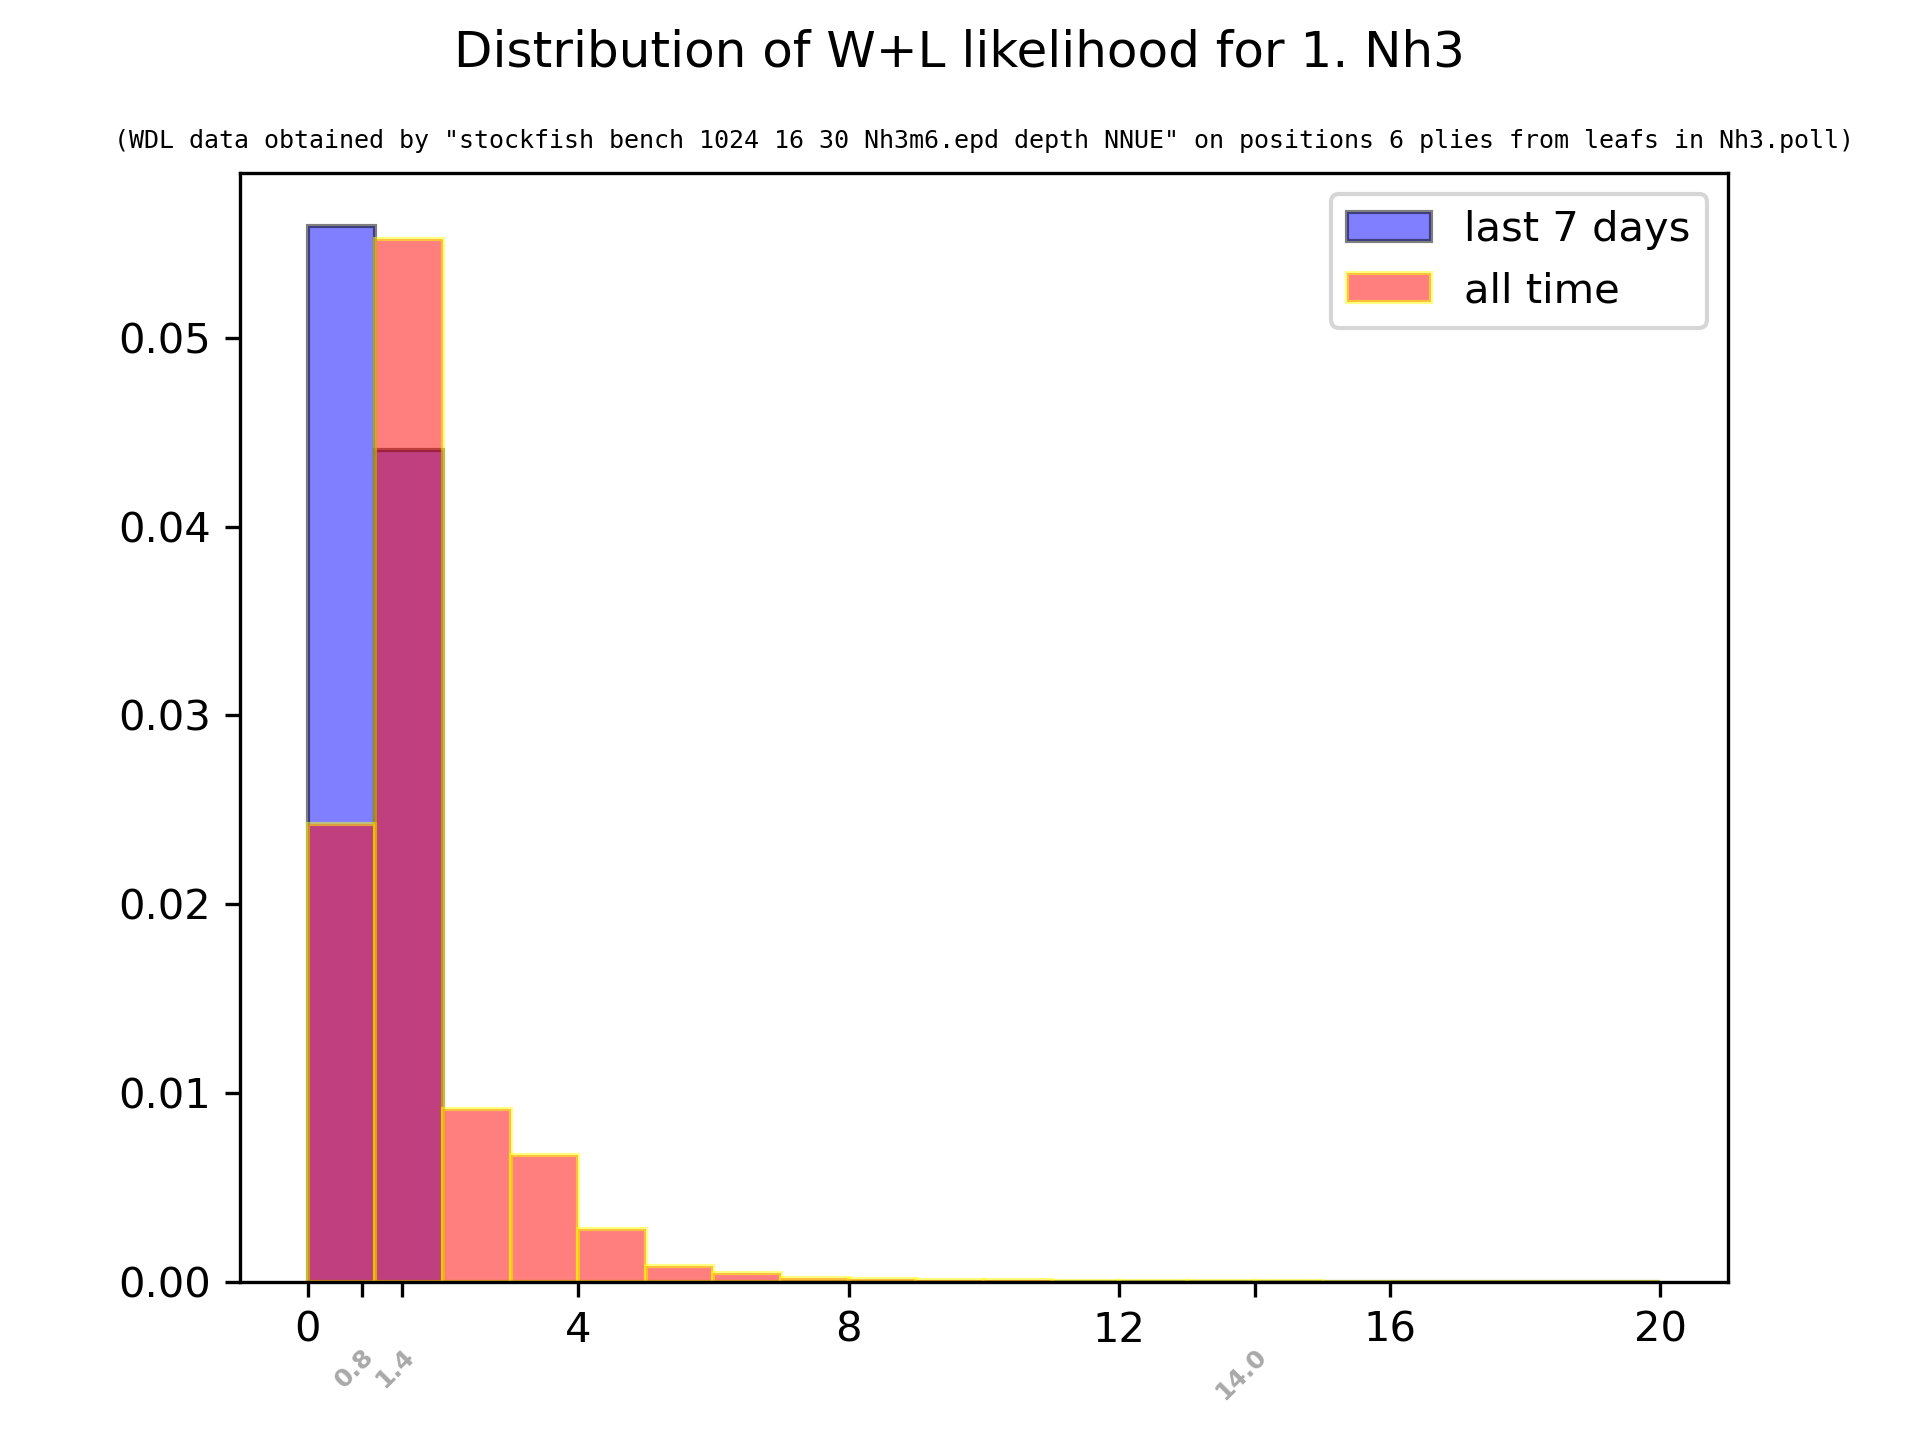 Distribution of W+L likelihood for 1. Nh3
(WDL data obtained by "stockfish bench 1024 16 30 Nh3m6.epd depth NNUE" on positions 6 plies from leafs in Nh3.poll)
last 7 days
all time
0.05
0.04
0.03
0.02
0.01
0.00
0 4 8 12 16 20
0.8 1.4 14.0